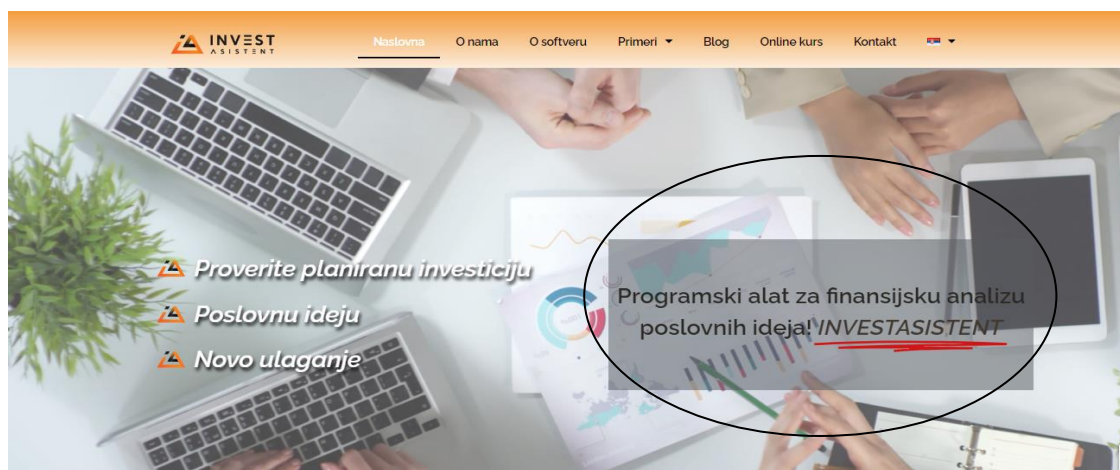 INVEST
ASISTENT
Naslovna
O nama
O softveru
Primeri
Blog
Online kurs
Kontakt
Proverite planiranu investiciju
Poslovnu ideju
Novo ulaganje
Programski alat za finansijsku analizu
poslovnih ideja! INVESTASISTENT